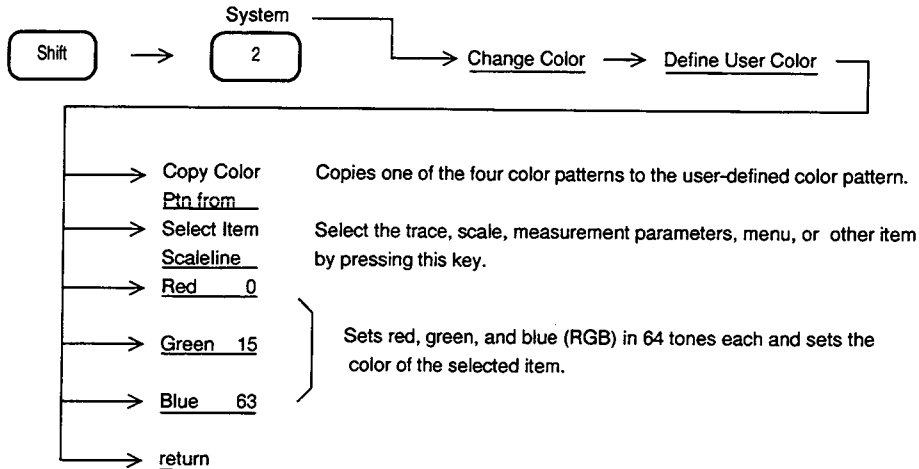 System
Shift
2
Change Color
Define User Color
Copy Color
Ptn from
Copies one of the four color patterns to the user-defined color pattern.
Select Item
Scaleline
Select the trace, scale, measurement parameters, menu, or other item
by pressing this key.
Red 0
Green 15
Blue 63
Sets red, green, and blue (RGB) in 64 tones each and sets the
color of the selected item.
return